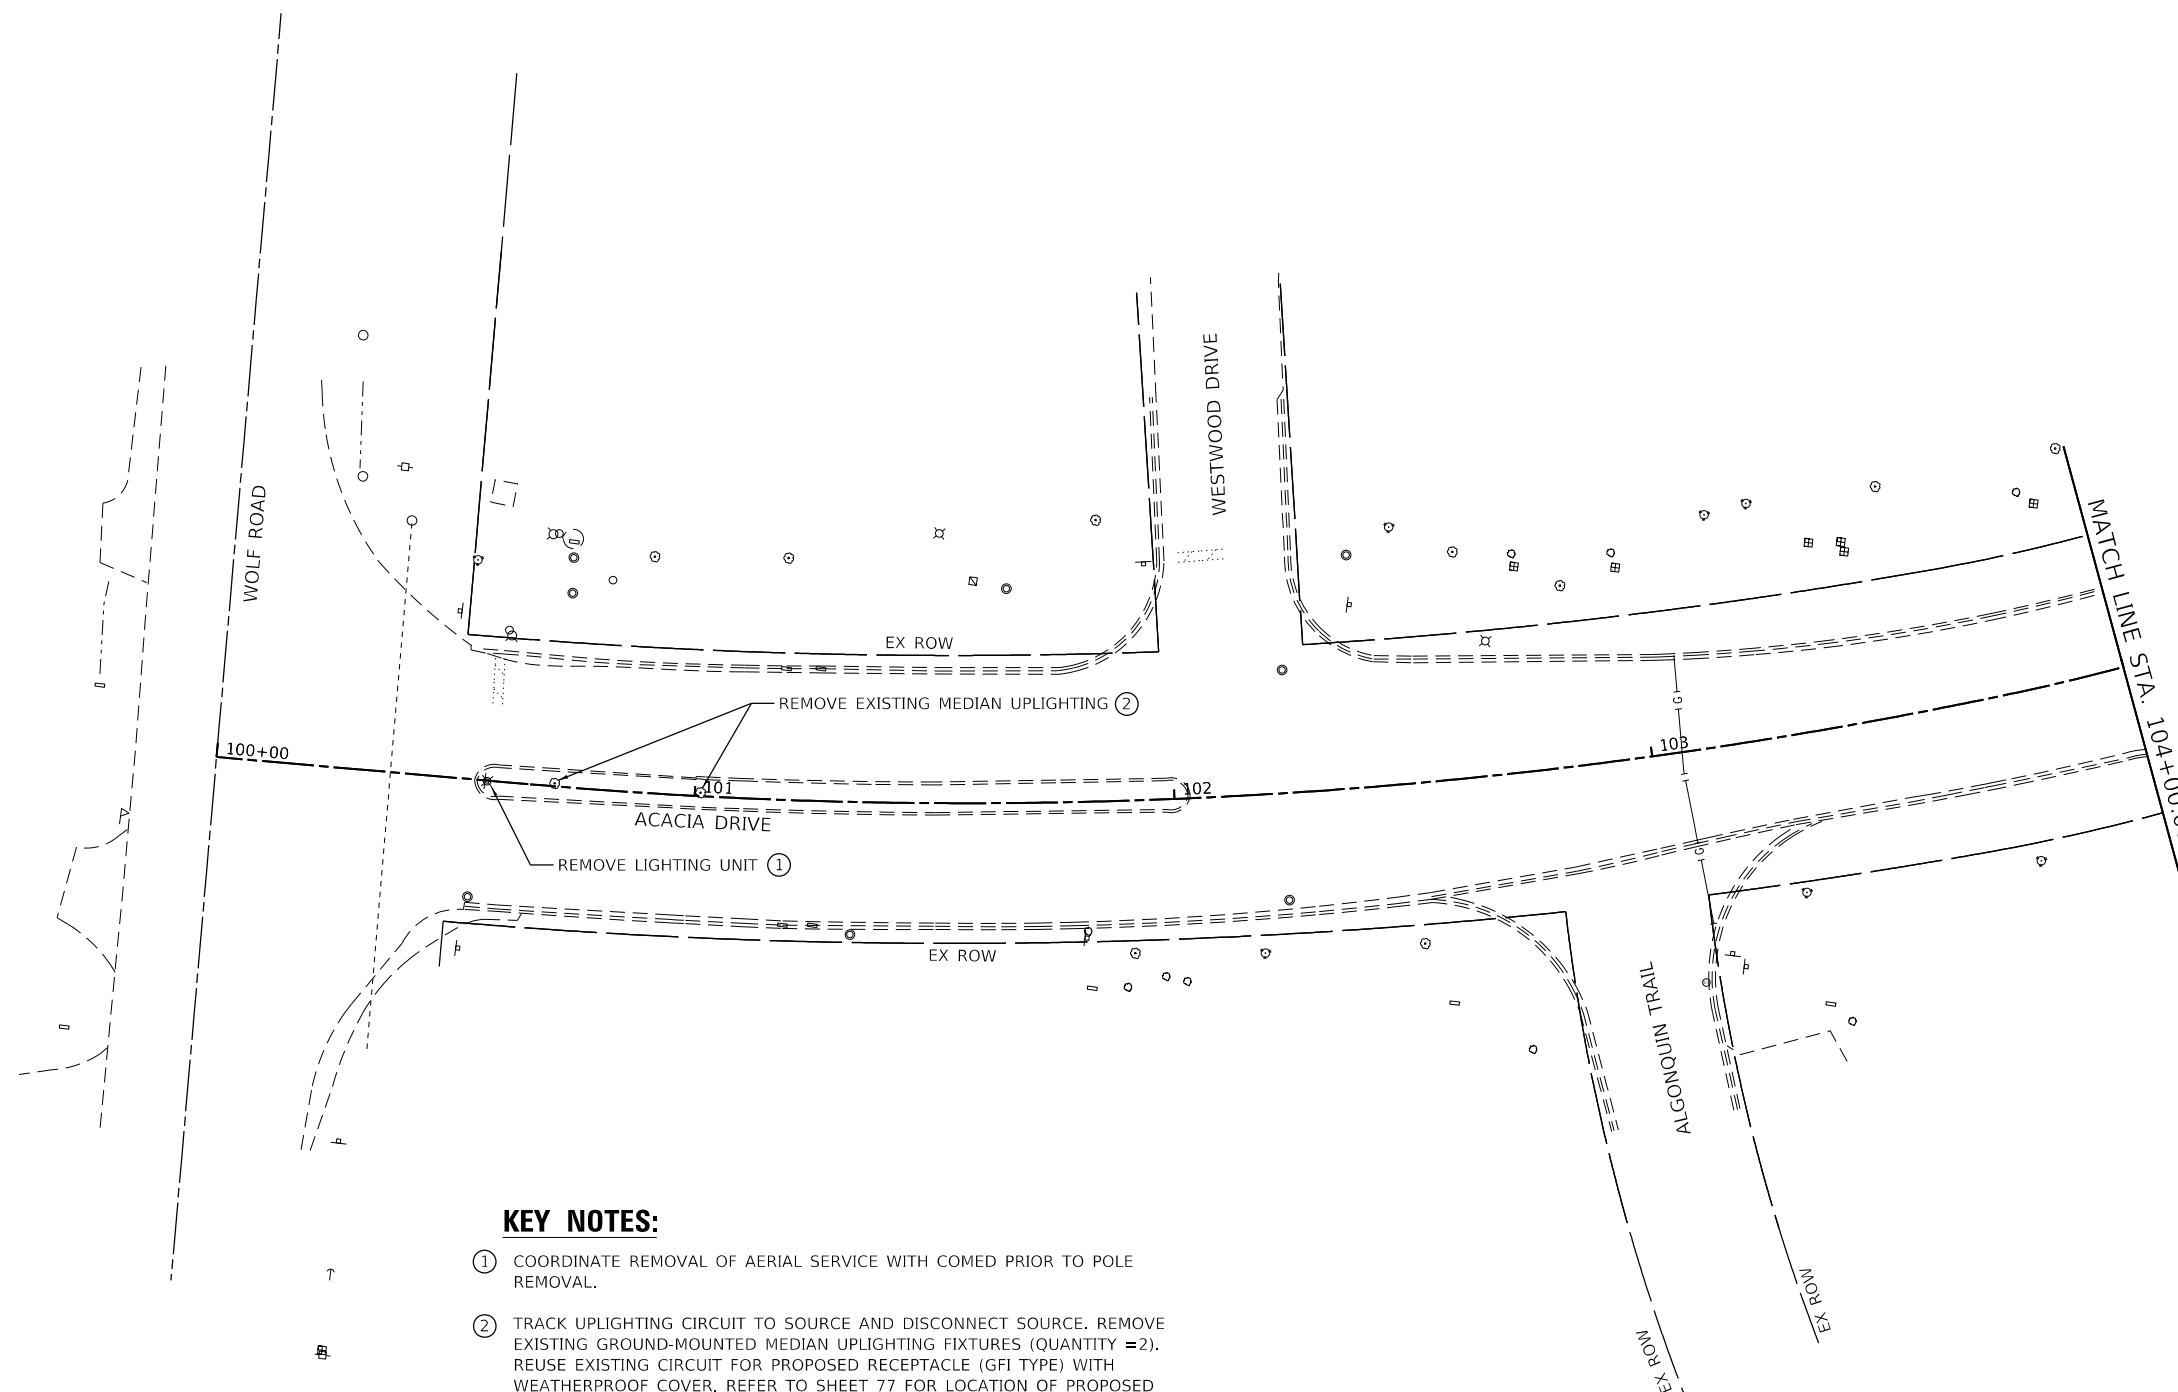 WESTWOOD DRIVE
WOLF ROAD
MATCH LINE STA. 104+00.
EX ROW
REMOVE EXISTING MEDIAN UPLIGHTING 2
100+00
101
102
103
G
G
ACACIA DRIVE
REMOVE LIGHTING UNIT 1
EX ROW
ALGONQUIN TRAIL
EX ROW
EX ROW
KEY NOTES:
1 COORDINATE REMOVAL OF AERIAL SERVICE WITH COMED PRIOR TO POLE
REMOVAL.
2 TRACK UPLIGHTING CIRCUIT TO SOURCE AND DISCONNECT SOURCE. REMOVE
EXISTING GROUND-MOUNTED MEDIAN UPLIGHTING FIXTURES (QUANTITY =2).
REUSE EXISTING CIRCUIT FOR PROPOSED RECEPTACLE (GFI TYPE) WITH
WEATHERPROOF COVER. REFER TO SHEET 77 FOR LOCATION OF PROPOSED